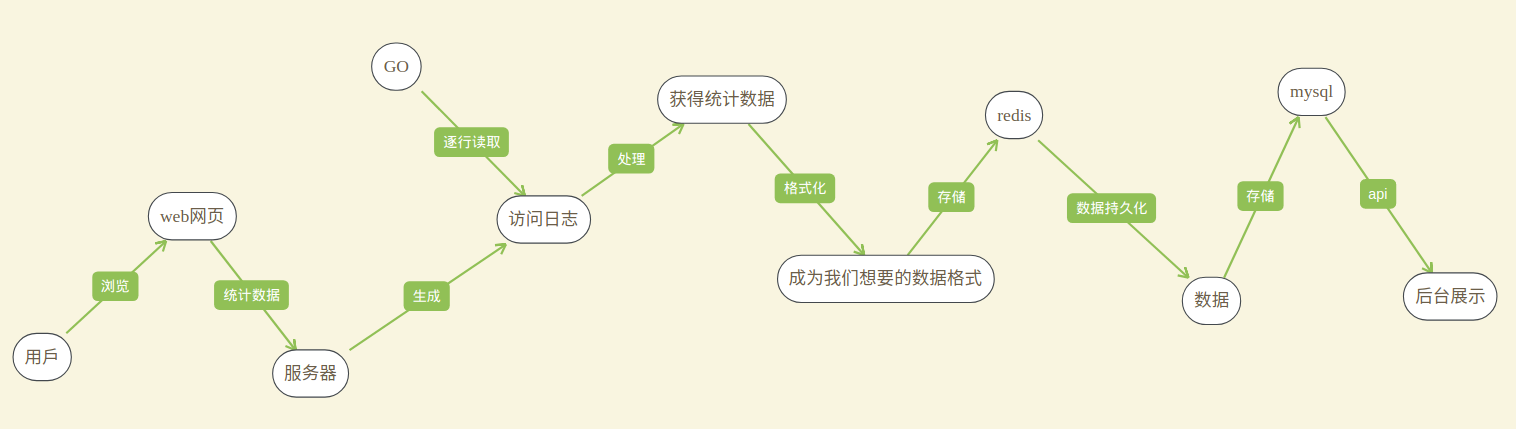 用戶
浏览
web网页
统计数据
服务器
生成
GO
逐行读取
访问日志
处理
获得统计数据
格式化
成为我们想要的数据格式
存储
redis
数据持久化
数据
存储
mysql
api
后台展示